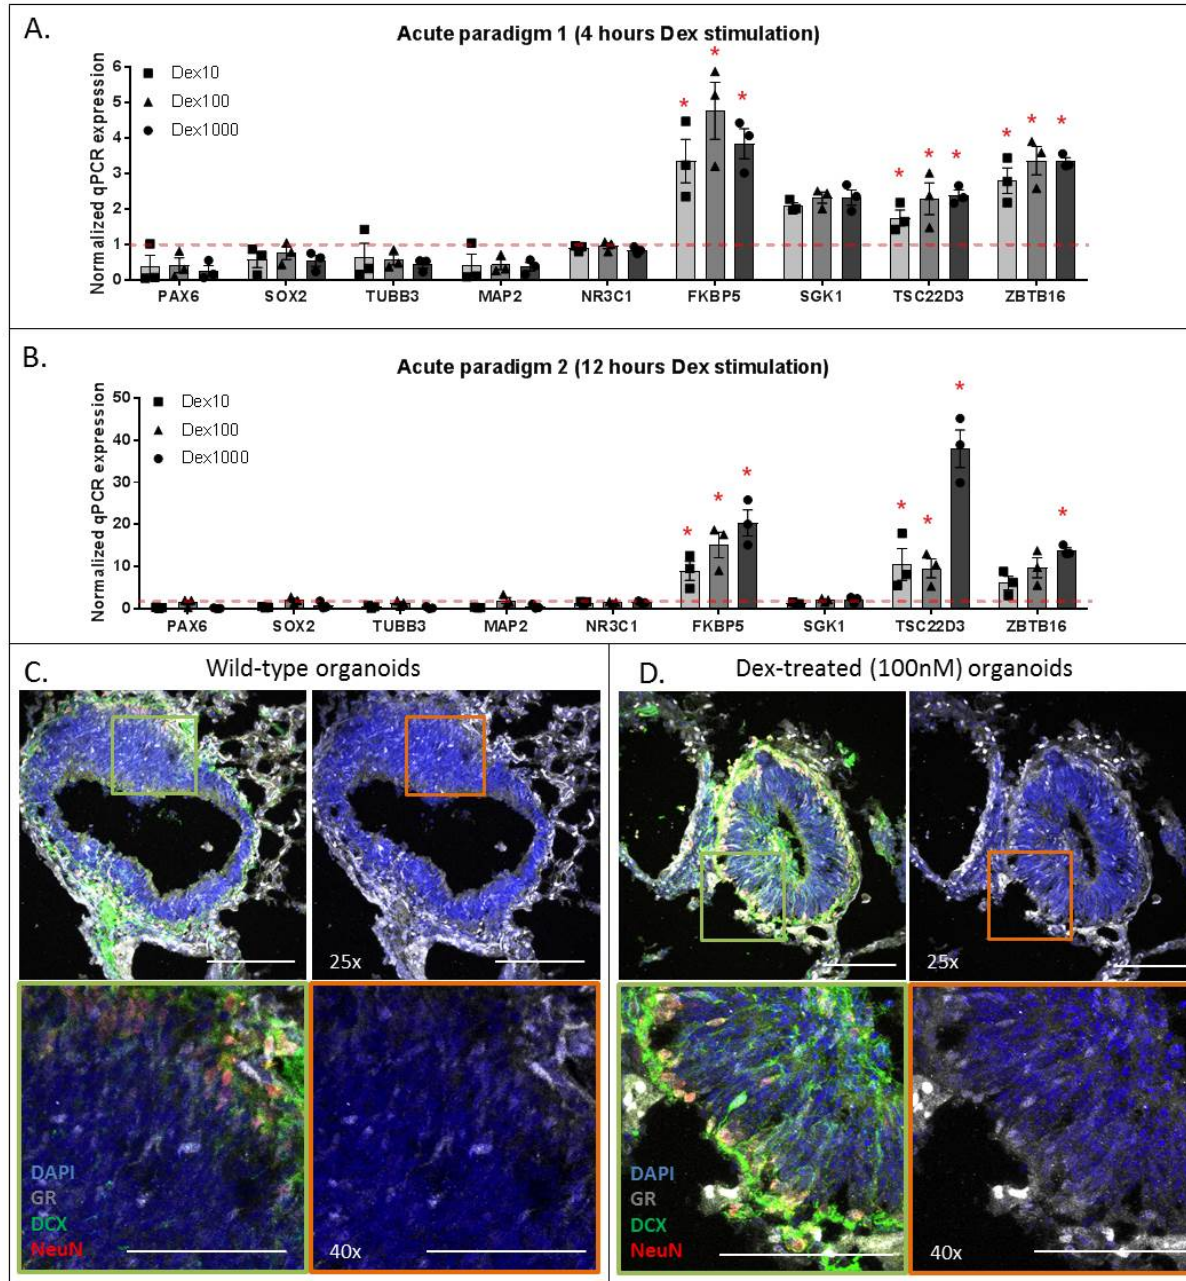 A.
Acute paradigm 1 (4 hours Dex stimulation)
Normalized qPCR expression
6
5
4
3
2
1
0
Dex10
Dex100
Dex1000
* * * * * * * * *
PAX6 SOX2 TUBB3 MAP2 NR3C1 FKBP5 SGK1 TSC22D3 ZBTB16
B.
Acute paradigm 2 (12 hours Dex stimulation)
Normalized qPCR expression
50
40
30
20
10
0
Dex10
Dex100
Dex1000
* * * * * * *
PAX6 SOX2 TUBB3 MAP2 NR3C1 FKBP5 SGK1 TSC22D3 ZBTB16
C.
Wild-type organoids
25x
DAPI
GR
DCX
NeuN
40x
D.
Dex-treated (100nM) organoids
25x
DAPI
GR
DCX
NeuN
40x